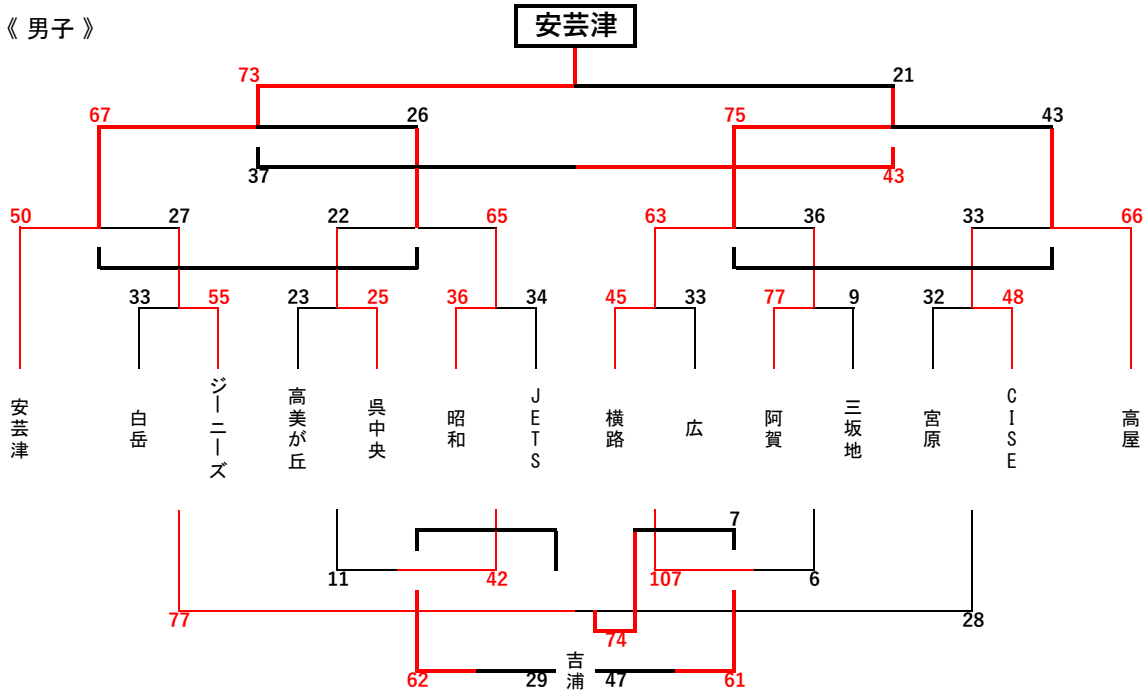 《 男子 》
安芸津
73 21
67 26 75 43
37 43
50 27 22 65 63 36 33 66
33 55 23 25 36 34 45 33 77 9 32 48
安芸津
白岳
ジーニーズ
高美が丘
呉中央
昭和
JETS
横路
広
阿賀
三坂地
宮原
CISE
高屋
7
11 42 107 6
77 28
74
吉浦
62 29 47 61